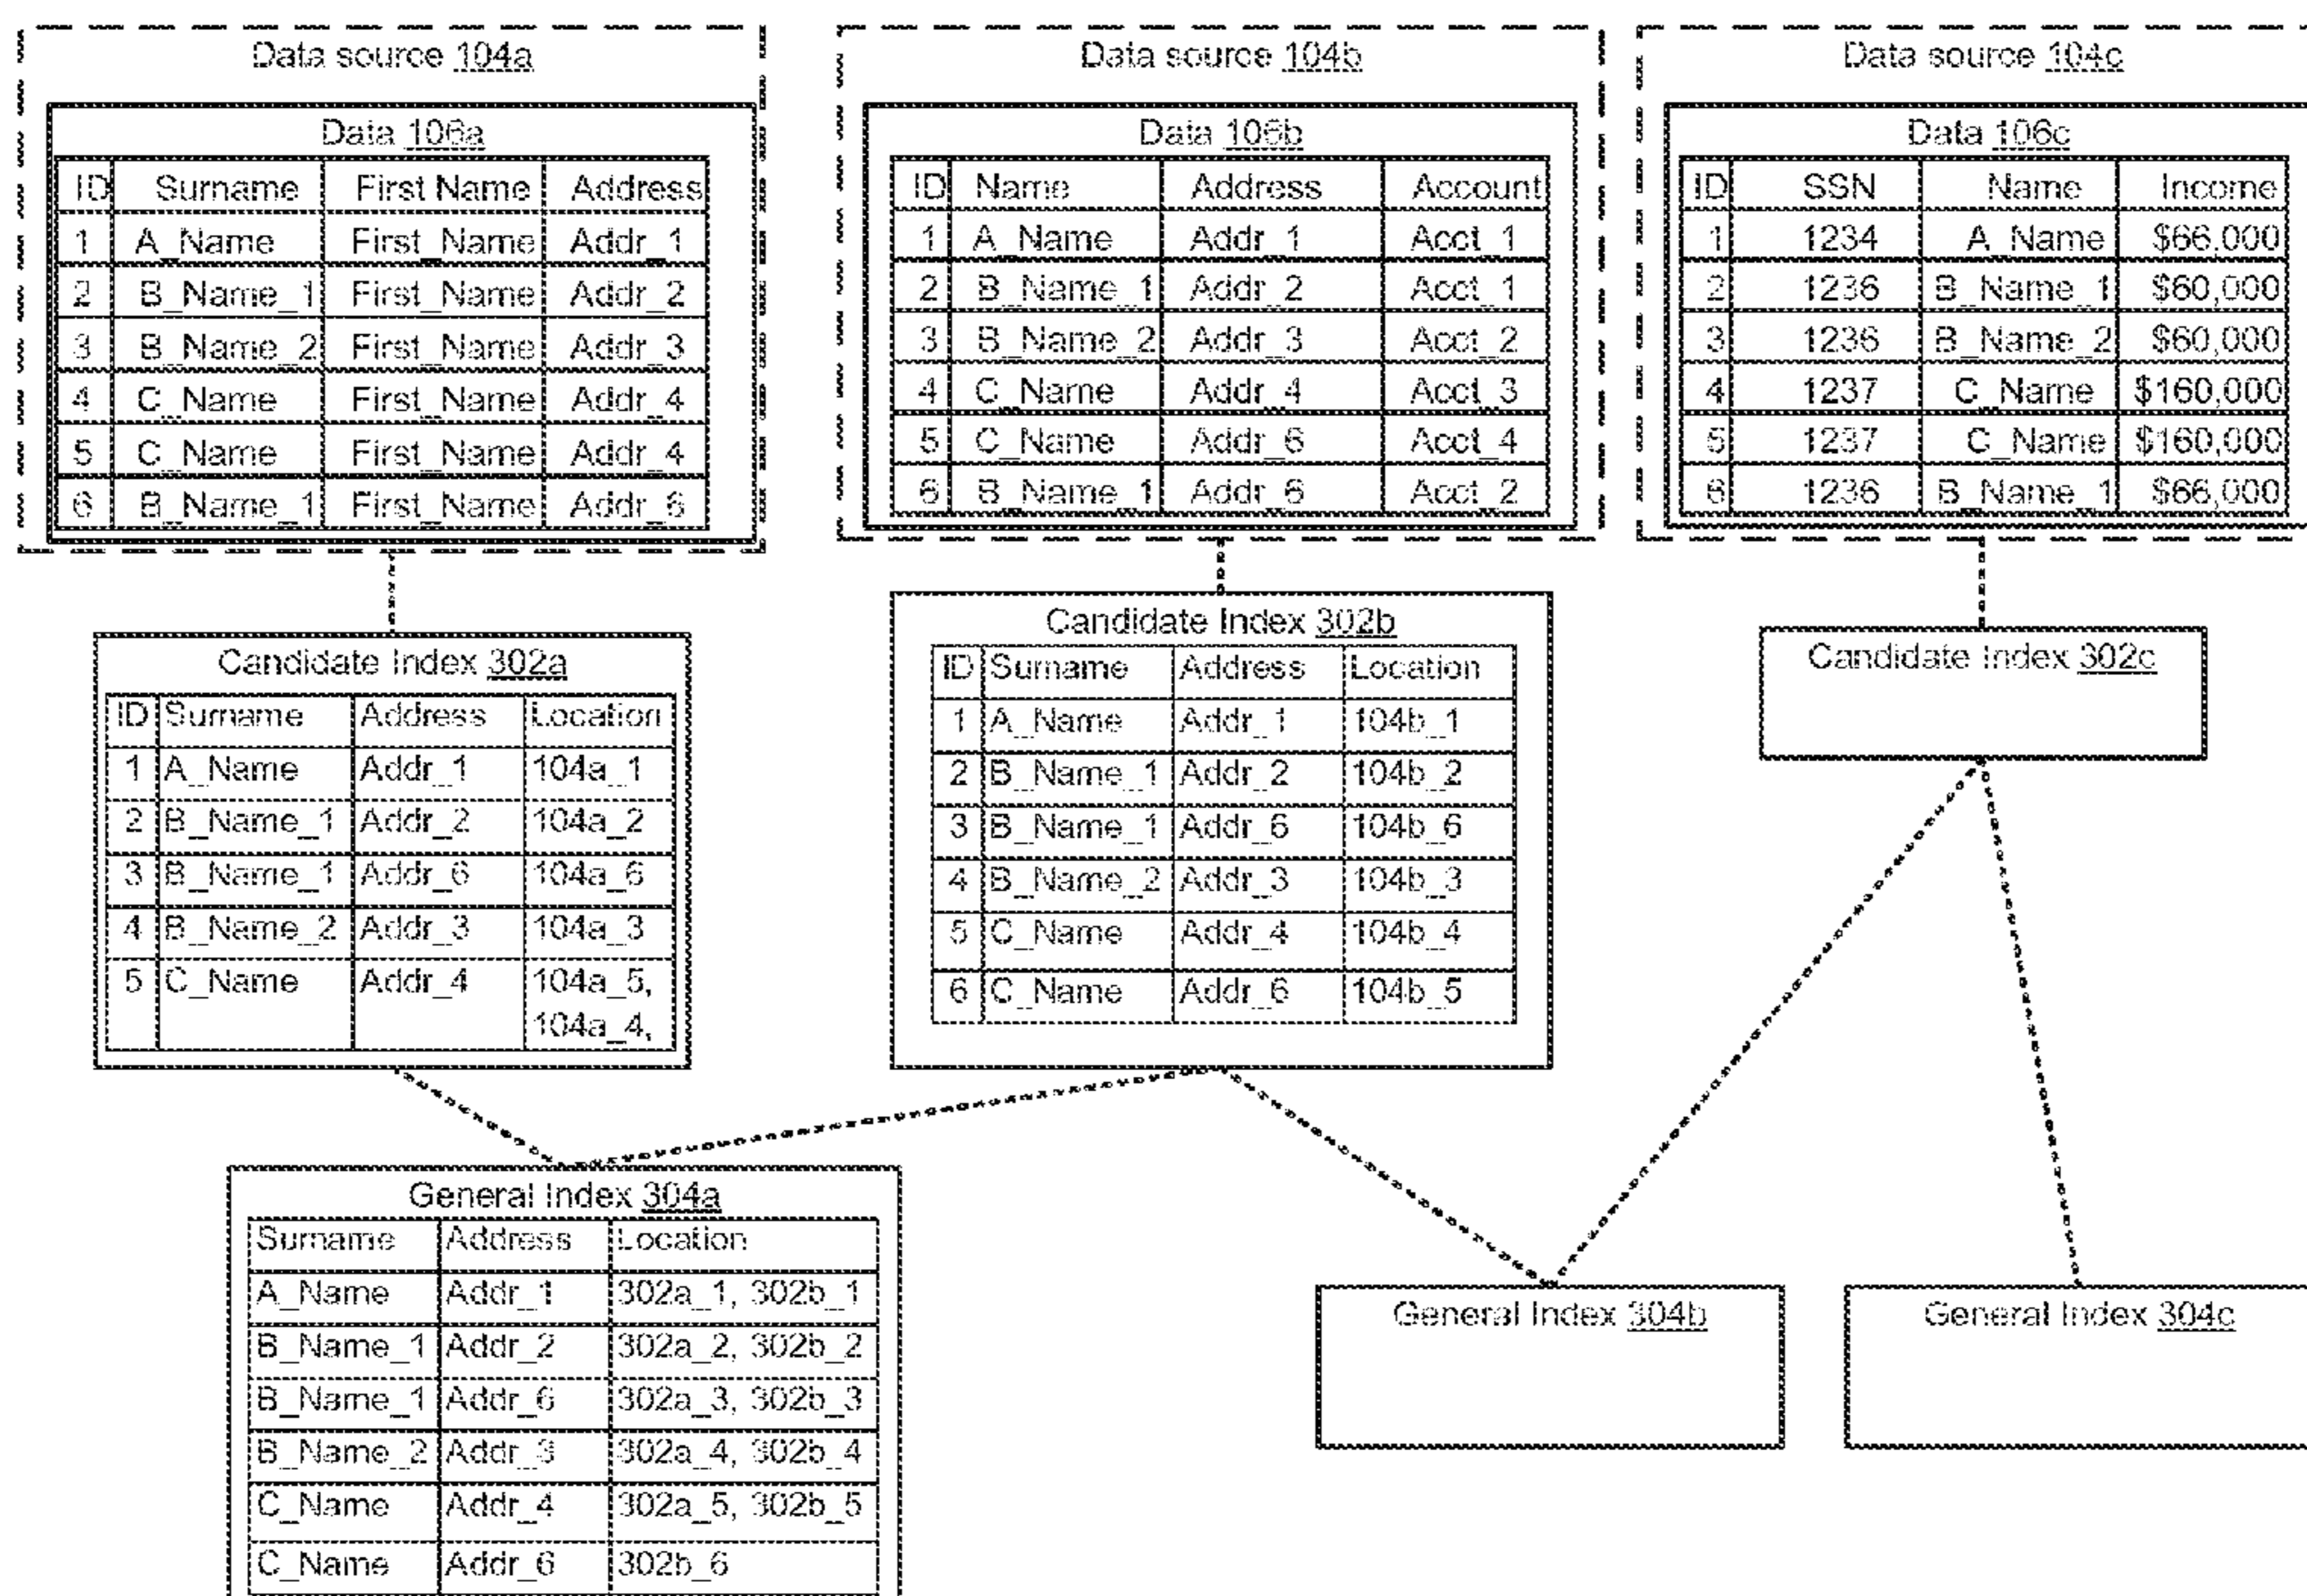 Data source 104a
Data 106a
ID Surname First Name Address
1 A_Name First_Name Addr_1
2 B_Name_1 First_Name Addr_2
3 B_Name_2 First_Name Addr_3
4 C_Name First_Name Addr_4
5 C_Name First_Name Addr_4
6 B_Name_1 First_Name Addr_6
Data source 104b
Data 106b
ID Name Address Account
1 A_Name Addr_1 Acct_1
2 B_Name_1 Addr_2 Acct_1
3 B_Name_2 Addr_3 Acct_2
4 C_Name Addr_4 Acct_3
5 C_Name Addr_6 Acct_4
6 B_Name_1 Addr_6 Acct_2
Data source 104c
Data 106c
ID SSN Name Income
1 1234 A_Name $66,000
2 1236 B_Name_1 $60,000
3 1236 B_Name_2 $60,000
4 1237 C_Name $160,000
5 1237 C_Name $160,000
6 1236 B_Name_1 $66,000
Candidate Index 302a
ID Surname Address Location
1 A_Name Addr_1 104a_1
2 B_Name_1 Addr_2 104a_2
3 B_Name_1 Addr_6 104a_6
4 B_Name_2 Addr_3 104a_3
5 C_Name Addr_4 104a_5,
104a_4,
Candidate Index 302b
ID Surname Address Location
1 A_Name Addr_1 104b_1
2 B_Name_1 Addr_2 104b_2
3 B_Name_1 Addr_6 104b_6
4 B_Name_2 Addr_3 104b_3
5 C_Name Addr_4 104b_4
6 C_Name Addr_6 104b_5
Candidate Index 302c
General Index 304a
Surname Address Location
A_Name Addr_1 302a_1, 302b_1
B_Name_1 Addr_2 302a_2, 302b_2
B_Name_1 Addr_6 302a_3, 302b_3
B_Name_2 Addr_3 302a_4, 302b_4
C_Name Addr_4 302a_5, 302b_5
C_Name Addr_6 302b_6
General Index 304b
General Index 304c